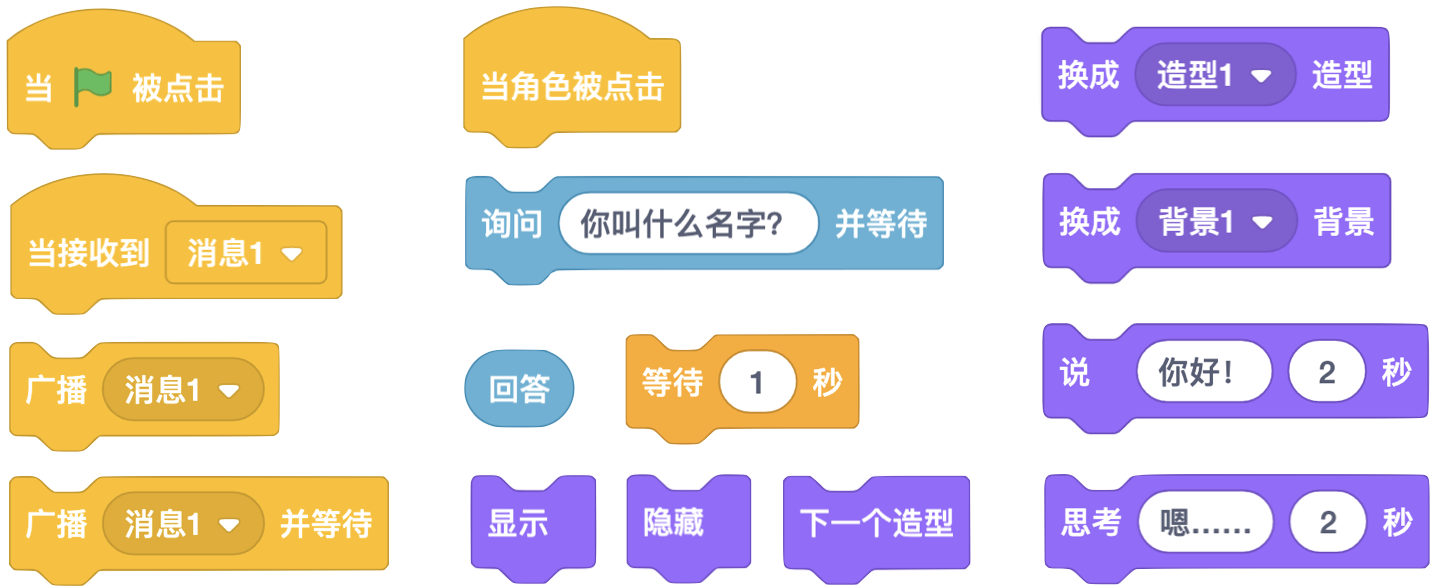 当 被点击
当接收到 消息1
广播 消息1
广播 消息1 并等待
当角色被点击
询问 你叫什么名字? 并等待
回答
等待 1 秒
显示
隐藏
下一个造型
换成 造型1 造型
换成 背景1 背景
说 你好! 2 秒
思考 嗯…… 2 秒